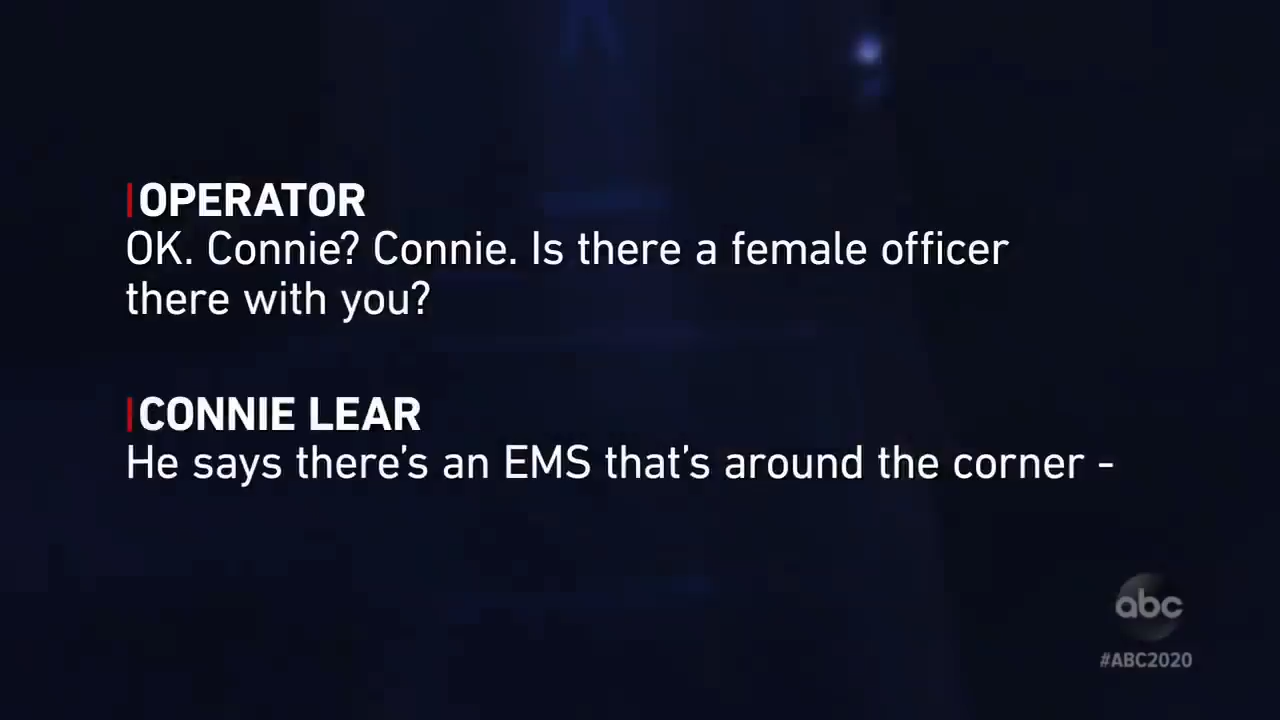 OPERATOR
OK. Connie? Connie. Is there a female officer
there with you?
CONNIE LEAR
He says there's an EMS that's around the corner -
abc
#ABC2020